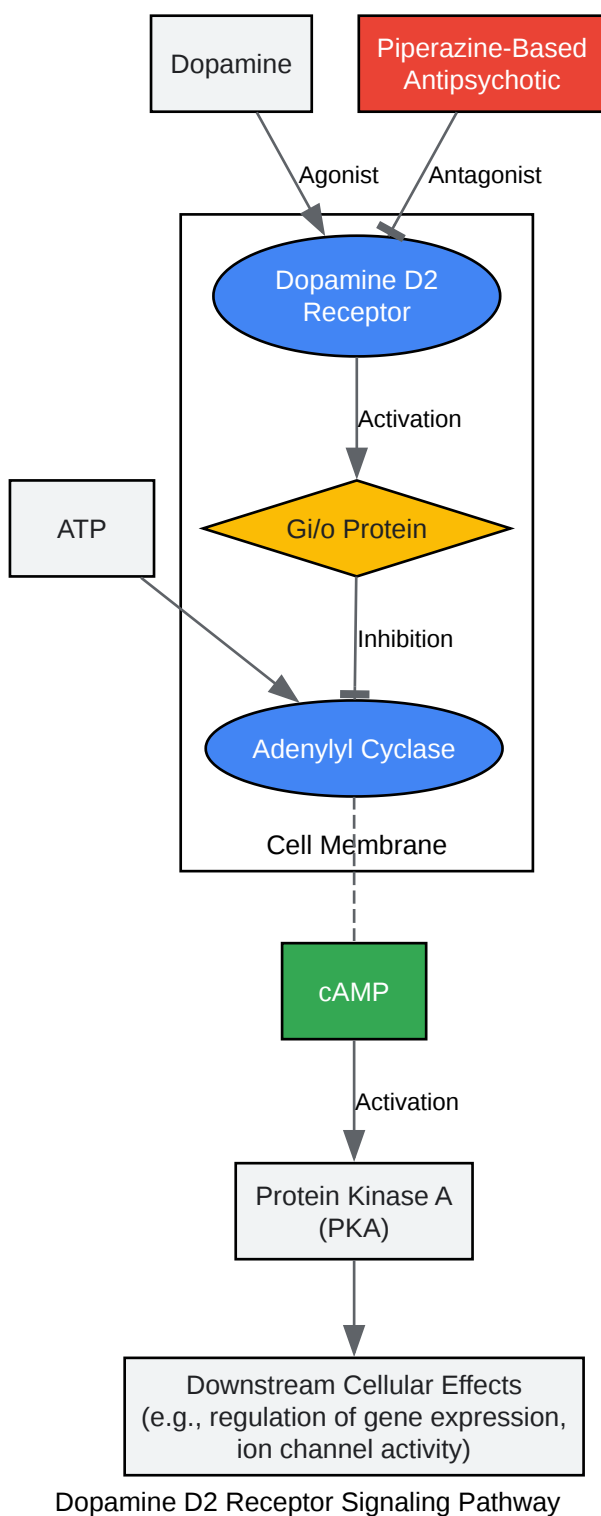 Dopamine
Piperazine-Based
Antipsychotic
Agonist
Antagonist
Dopamine D2
Receptor
Activation
ATP
Gi/o Protein
Inhibition
Adenylyl Cyclase
Cell Membrane
cAMP
Activation
Protein Kinase A
(PKA)
Downstream Cellular Effects
(e.g., regulation of gene expression,
ion channel activity)
Dopamine D2 Receptor Signaling Pathway